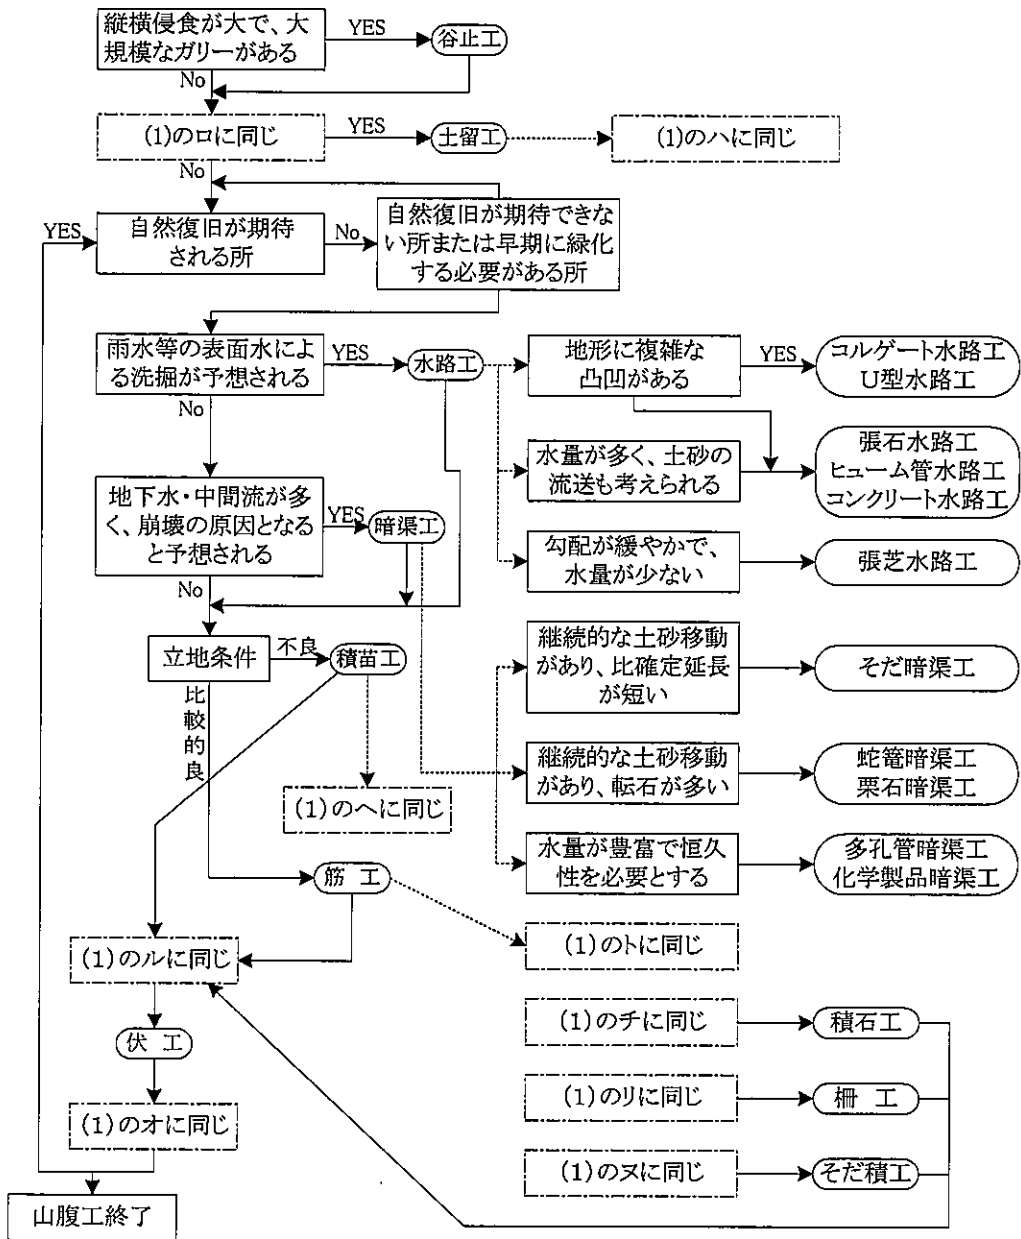 縦横侵食が大で、大
規模なガリーがある
YES
谷止工
No
(1)のロに同じ
YES
土留工
(1)のハに同じ
No
自然復旧が期待
される所
YES
No
自然復旧が期待できな
い所または早期に緑化
する必要がある所
雨水等の表面水によ
る洗掘が予想される
YES
水路工
地形に複雑な
凸凹がある
YES
コルゲート水路工
U型水路工
No
水量が多く、土砂の
流送も考えられる
張石水路工
ヒューム管水路工
コンクリート水路工
地下水・中間流が多
く、崩壊の原因となる
と予想される
YES
暗渠工
勾配が緩やかで、
水量が少ない
張芝水路工
No
立地条件
不良
積苗工
継続的な土砂移動
があり、比確定延長
が短い
そだ暗渠工
比較的良
(1)のヘに同じ
継続的な土砂移動
があり、転石が多い
蛇篭暗渠工
栗石暗渠工
水量が豊富で恒久
性を必要とする
多孔管暗渠工
化学製品暗渠工
筋 工
(1)のトに同じ
(1)のルに同じ
(1)のチに同じ
積石工
伏 工
(1)のリに同じ
柵 工
(1)のオに同じ
(1)のヌに同じ
そだ積工
山腹工終了